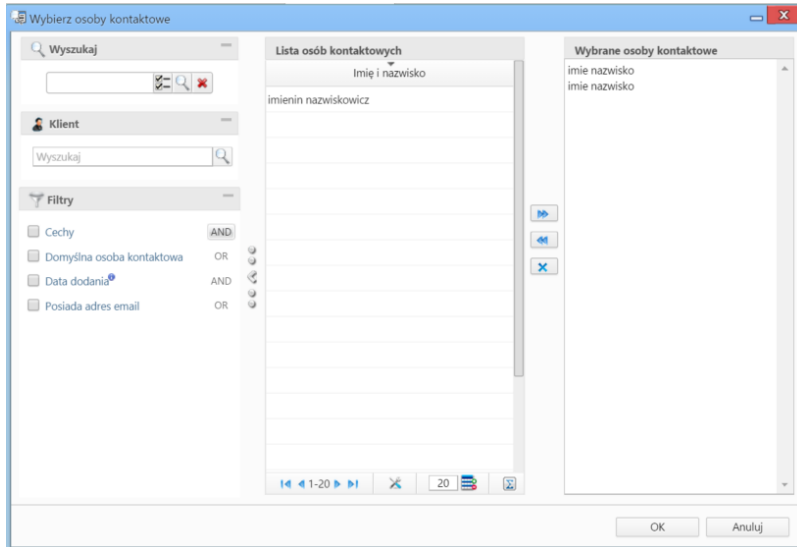 Wybierz osoby kontaktowe
Wyszukaj
Klient
Wyszukaj
Filtry
Cechy AND
Domyślna osoba kontaktowa OR
Data dodania AND
Posiada adres email OR
Lista osób kontaktowych
Imię i nazwisko
imienin nazwiskowicz
1-20
20
Wybrane osoby kontaktowe
imie nazwisko
imie nazwisko
OK Anuluj